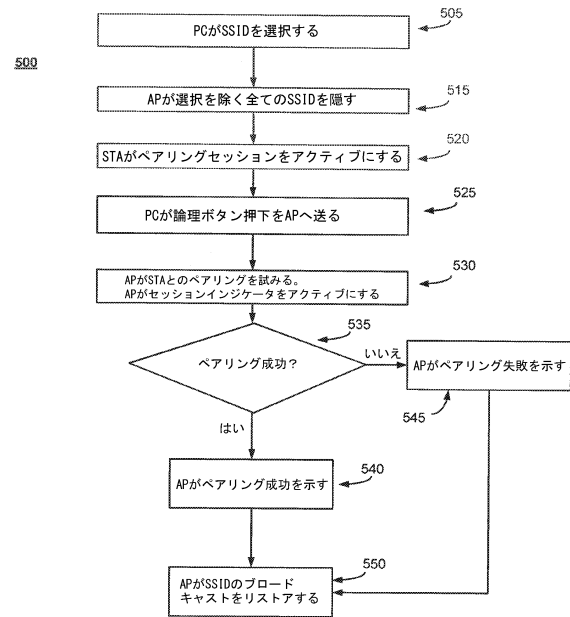 500
PCがSSIDを選択する
505
APが選択を除く全てのSSIDを隠す
515
STAがペアリングセッションをアクティブにする
520
PCが論理ボタン押下をAPへ送る
525
APがSTAとのペアリングを試みる。
APがセッションインジケータをアクティブにする
530
ペアリング成功？
535
いいえ
APがペアリング失敗を示す
545
はい
APがペアリング成功を示す
540
APがSSIDのブロード
キャストをリストアする
550